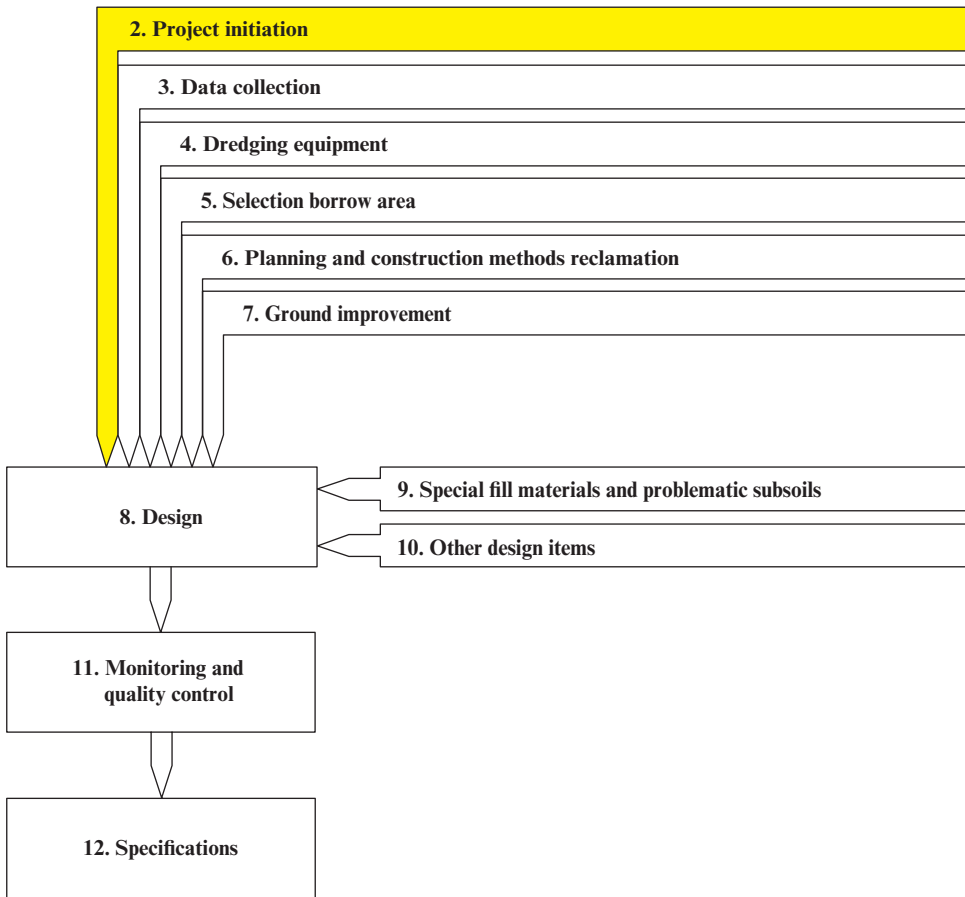 2. Project initiation
3. Data collection
4. Dredging equipment
5. Selection borrow area
6. Planning and construction methods reclamation
7. Ground improvement
8. Design
9. Special fill materials and problematic subsoils
10. Other design items
11. Monitoring and
quality control
12. Specifications